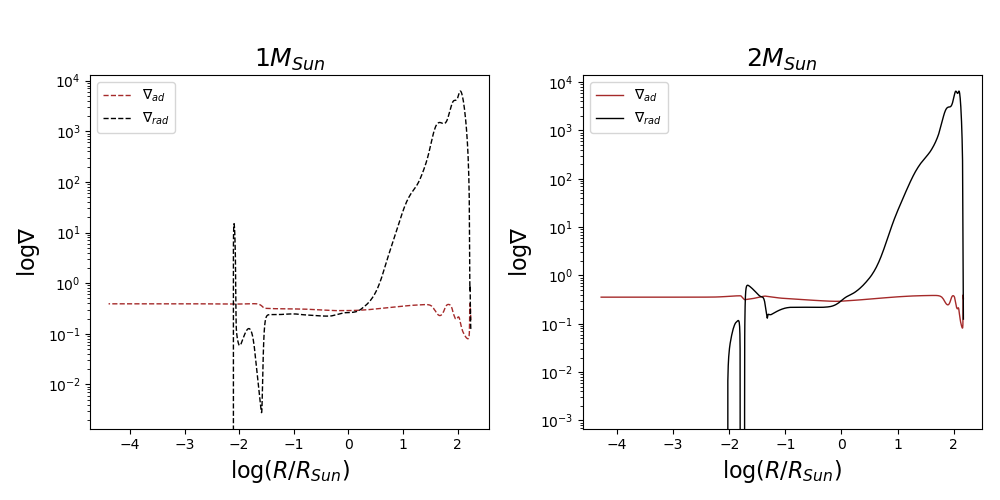 1M_Sun
2M_Sun
∇_ad
∇_rad
∇_ad
∇_rad
log∇
10^4
10^3
10^2
10^1
10^0
10^−1
10^−2
−4 −3 −2 −1 0 1 2
log(R/R_Sun)
log∇
10^4
10^3
10^2
10^1
10^0
10^−1
10^−2
10^−3
−4 −3 −2 −1 0 1 2
log(R/R_Sun)